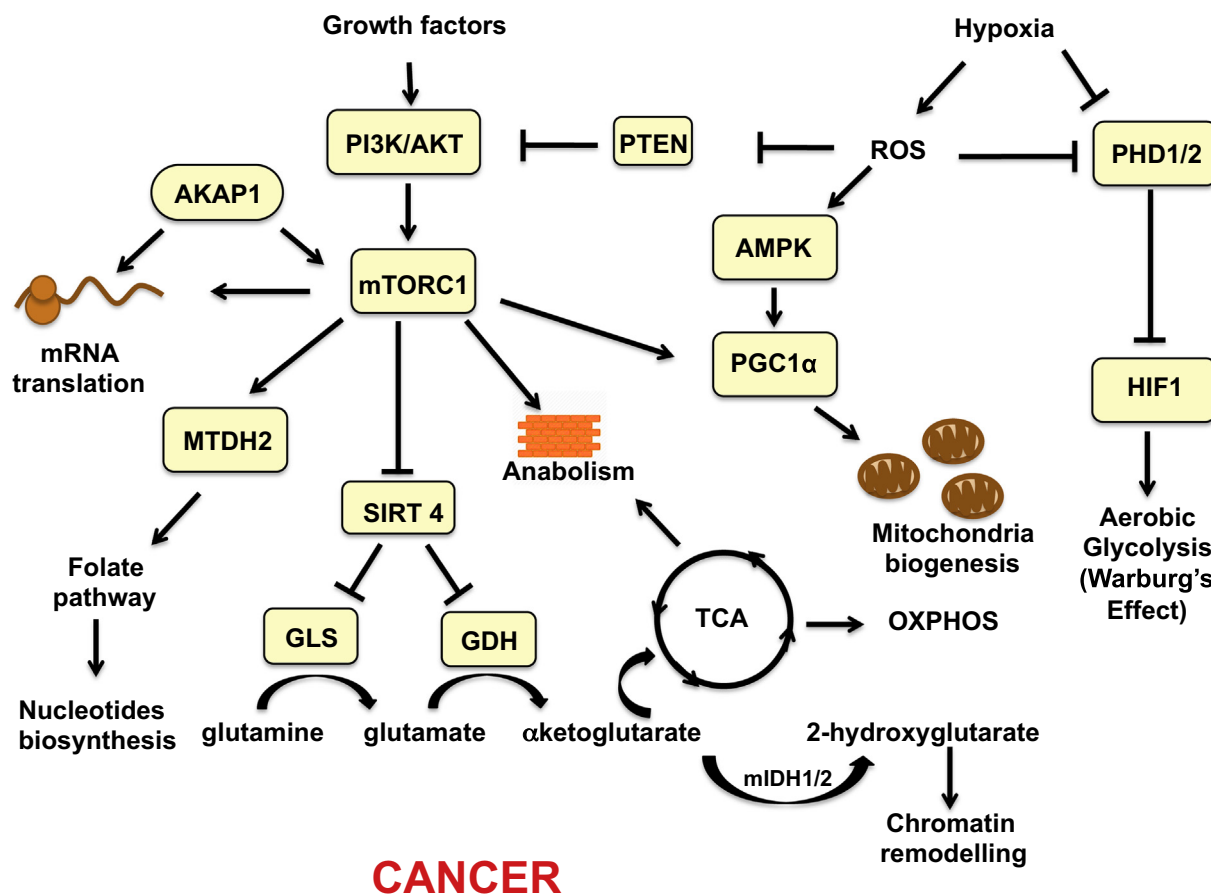 Growth factors
Hypoxia
PI3K/AKT
PTEN
ROS
PHD1/2
AKAP1
AMPK
mTORC1
mRNA
translation
PGC1α
HIF1
MTDH2
Anabolism
SIRT 4
Mitochondria
biogenesis
Aerobic
Glycolysis
(Warburg's
Effect)
Folate
pathway
GLS
GDH
TCA
OXPHOS
Nucleotides
biosynthesis
glutamine
glutamate
αketoglutarate
2-hydroxyglutarate
mIDH1/2
Chromatin
remodelling
CANCER